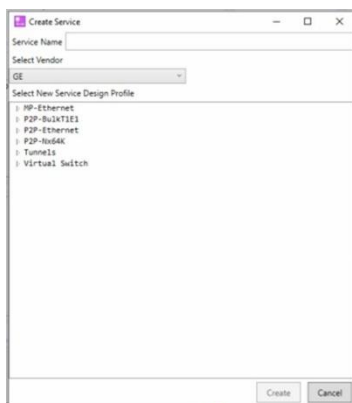 Create Service
Service Name
Select Vendor
GE
Select New Service Design Profile
MP-Ethernet
P2P-BulkT1E1
P2P-Ethernet
P2P-Nx64K
Tunnels
Virtual Switch
Create Cancel